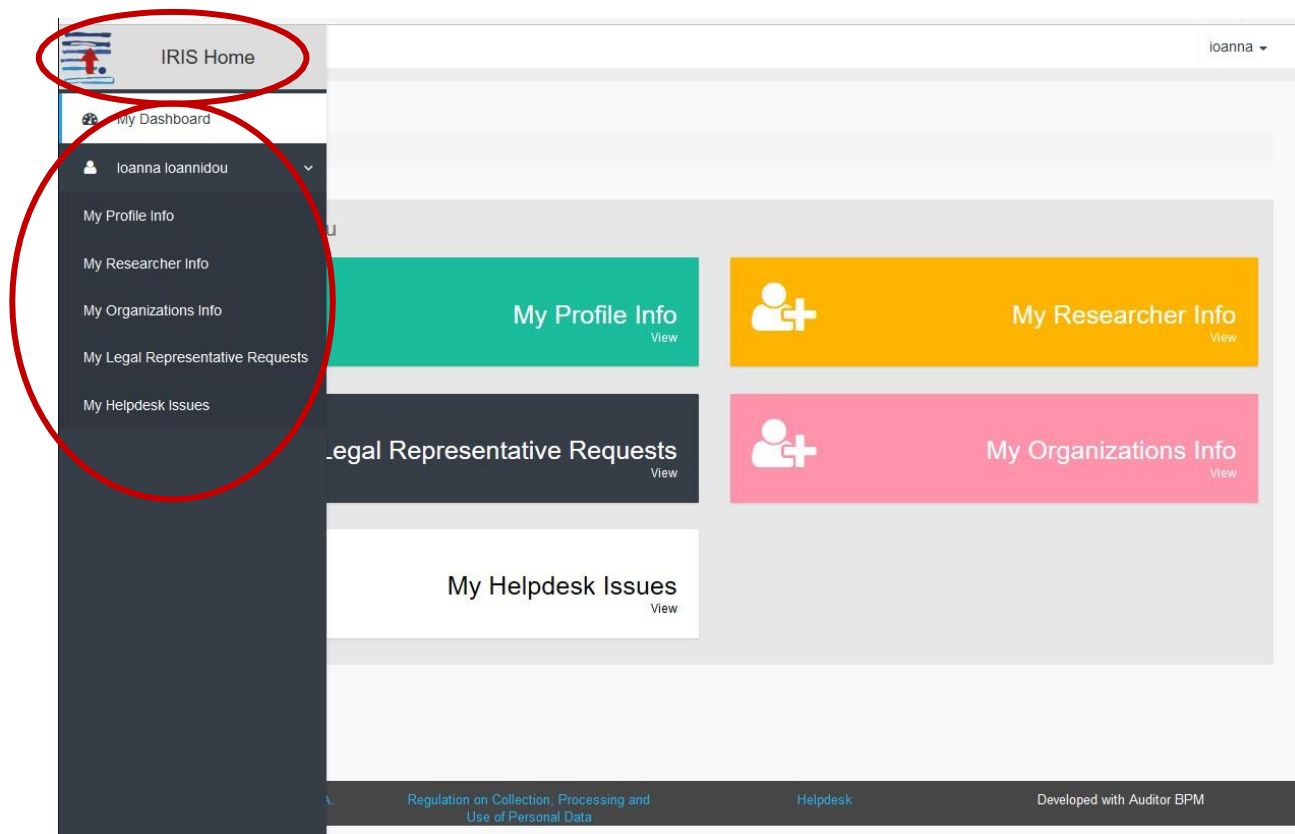 IRIS Home
ioanna
My Dashboard
Ioanna Ioannidou
My Profile Info
My Researcher Info
My Organizations Info
My Legal Representative Requests
My Helpdesk Issues
u
My Profile Info
View
My Researcher Info
View
Legal Representative Requests
View
My Organizations Info
View
My Helpdesk Issues
View
A.
Regulation on Collection, Processing and
Use of Personal Data
Helpdesk
Developed with Auditor BPM